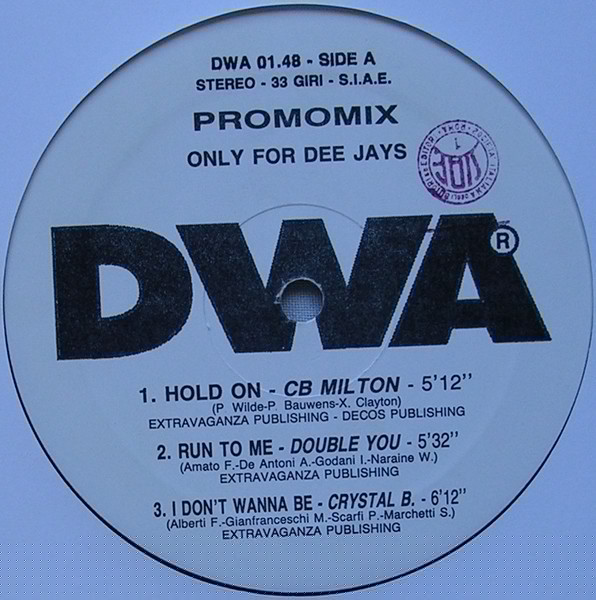 DWA 01.48 - SIDE A
STEREO - 33 GIRI - S.I.A.E.
PROMOMIX
ONLY FOR DEE JAYS
DWA®
1. HOLD ON - CB MILTON - 5'12''
(P. Wilde-P. Bauwens-X. Clayton)
EXTRAVAGANZA PUBLISHING - DECOS PUBLISHING
2. RUN TO ME - DOUBLE YOU - 5'32''
(Amato F.-De Antoni A.-Godani I.-Naraine W.)
EXTRAVAGANZA PUBLISHING
3. I DON'T WANNA BE - CRYSTAL B. - 6'12''
(Alberti F.-Gianfranceschi M.-Scarfi P.-Marchetti S.)
EXTRAVAGANZA PUBLISHING